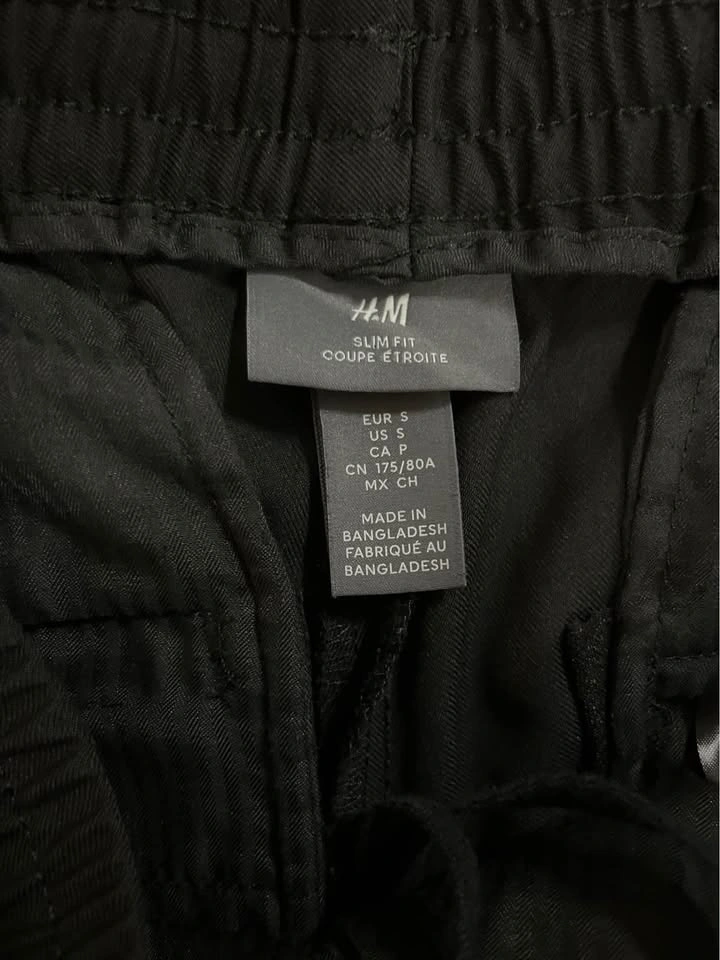 H&M
SLIM FIT
COUPE ÉTROITE
EUR S
US S
CA P
CN 175/80A
MX CH
MADE IN
BANGLADESH
FABRIQUÉ AU
BANGLADESH